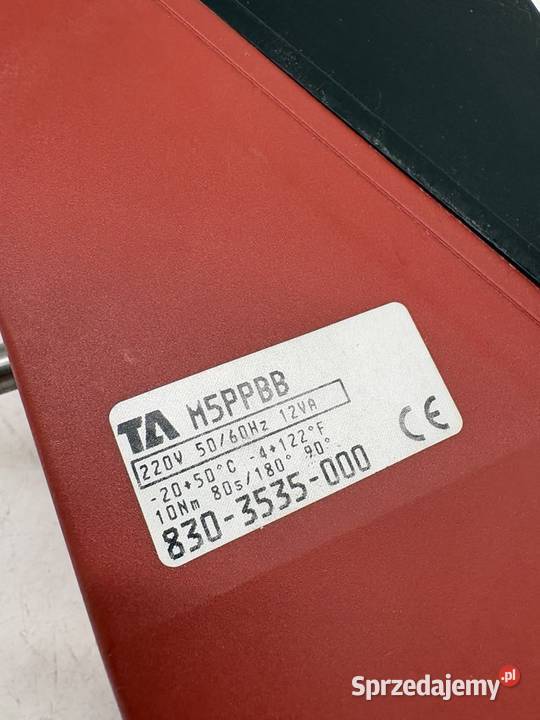 TA M5PPBB
220V 50/60Hz 12VA
-20+50°C -4+122°F
10Nm 80s/180° 90°
830-3535-000
CE
Sprzedajemy.pl